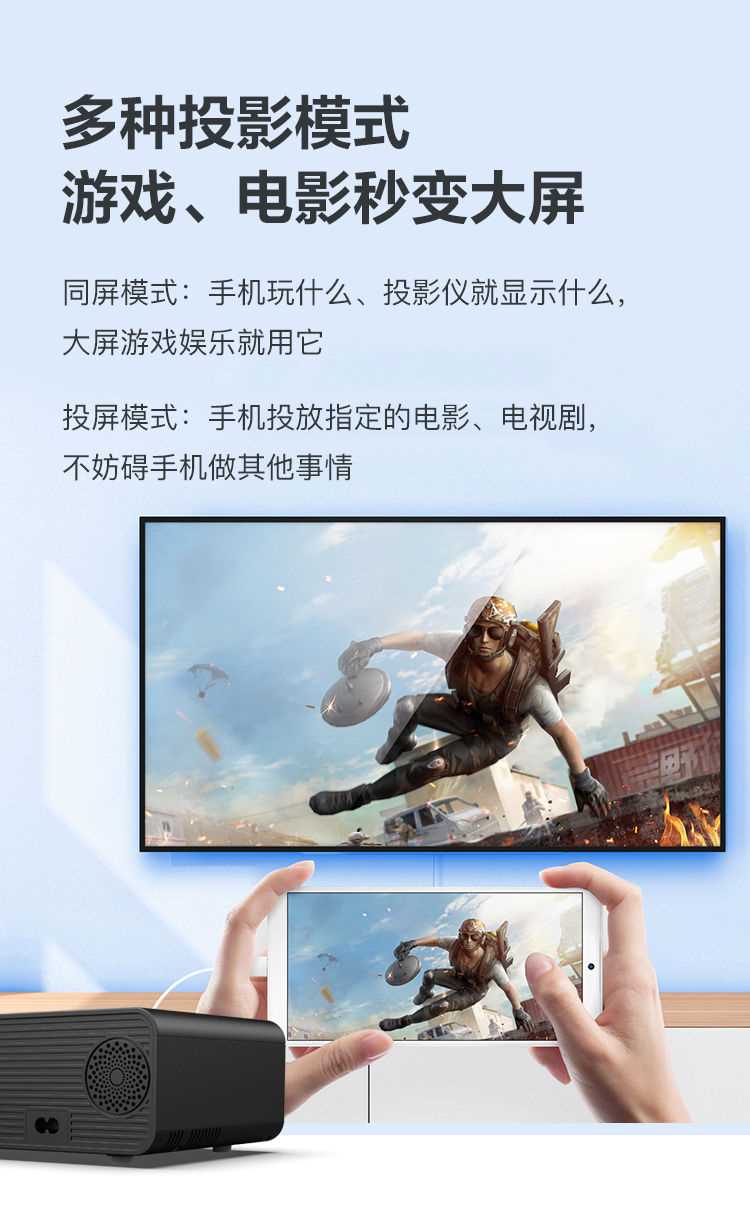 多种投影模式
游戏、电影秒变大屏
同屏模式：手机玩什么、投影仪就显示什么，
大屏游戏娱乐就用它
投屏模式：手机投放指定的电影、电视剧，
不妨碍手机做其他事情